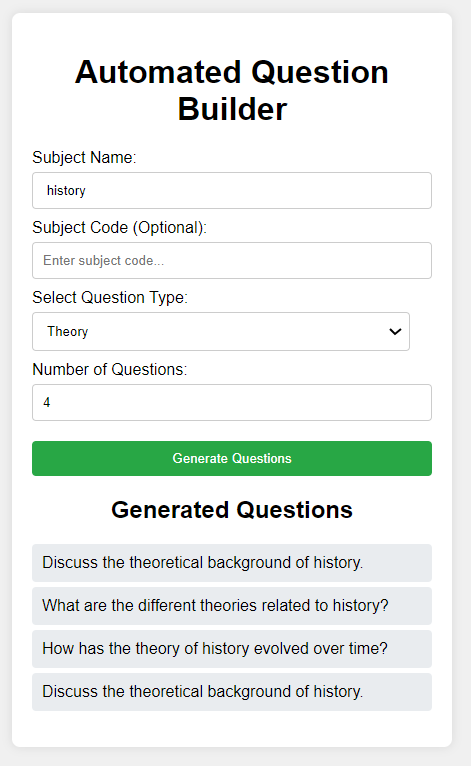 Automated Question
Builder
Subject Name:
history
Subject Code (Optional):
Enter subject code...
Select Question Type:
Theory
Number of Questions:
4
Generate Questions
Generated Questions
Discuss the theoretical background of history.
What are the different theories related to history?
How has the theory of history evolved over time?
Discuss the theoretical background of history.